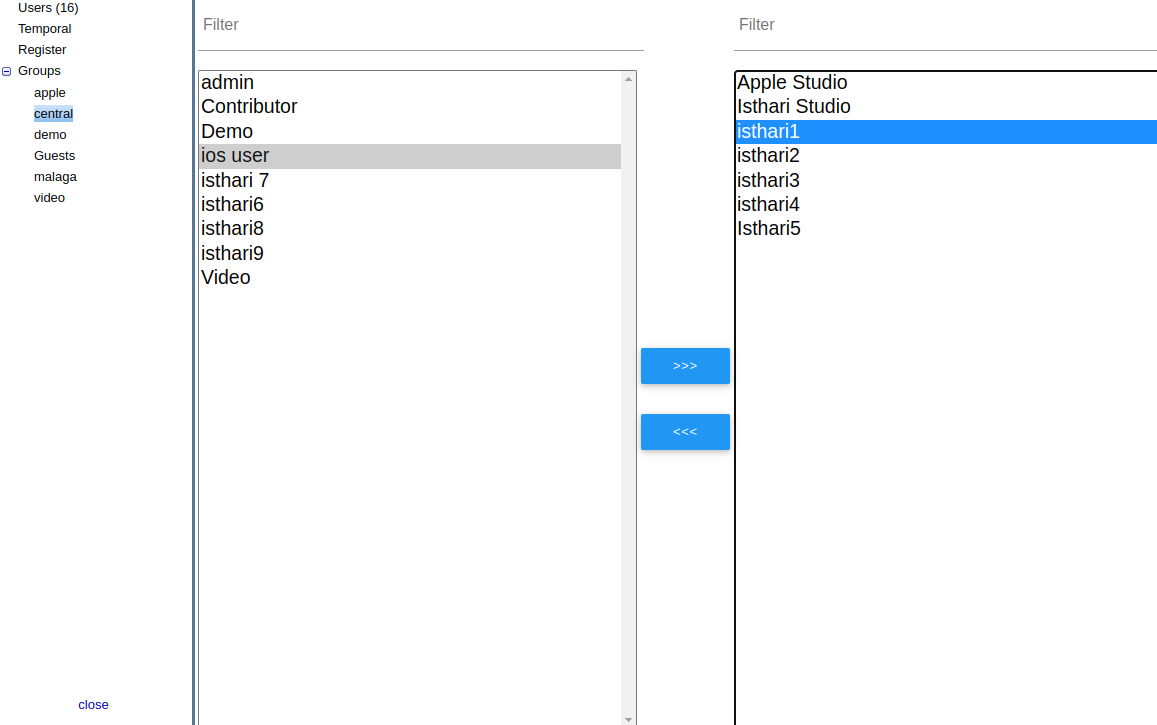 Users (16)
Temporal
Register
Groups
apple
central
demo
Guests
malaga
video
close
Filter
admin
Contributor
Demo
ios user
isthari 7
isthari6
isthari8
isthari9
Video
>>>
<<<
Filter
Apple Studio
Isthari Studio
isthari1
isthari2
isthari3
isthari4
Isthari5